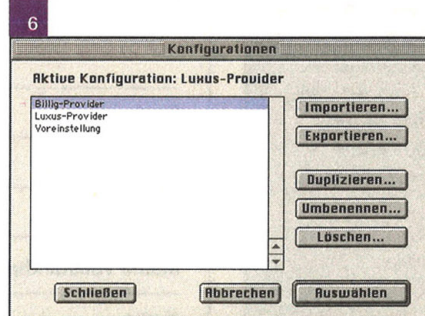 6
Konfigurationen
Aktive Konfiguration: Luxus-Provider
Billig-Provider
Luxus-Provider
Voreinstellung
Importieren...
Exportieren...
Duplizieren...
Umbenennen...
Löschen...
Schließen
Abbrechen
Auswählen